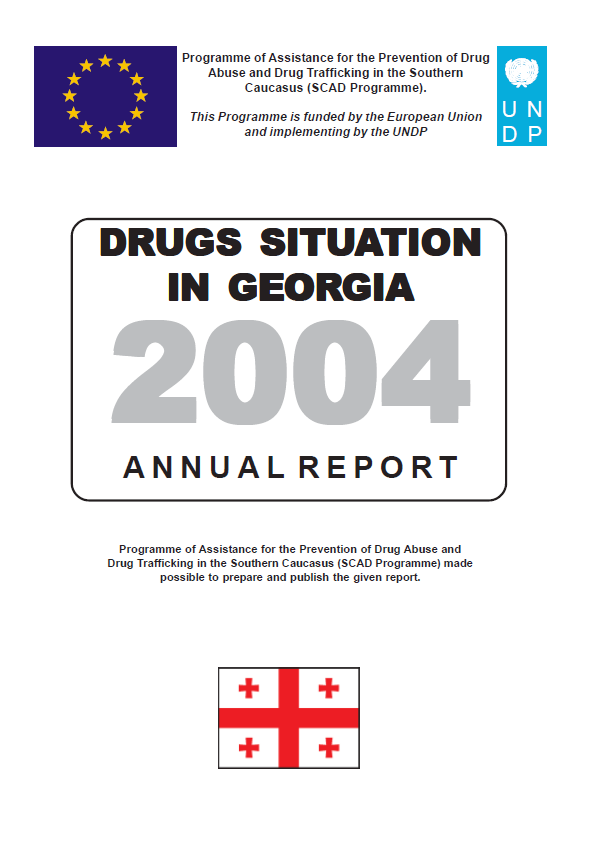 Programme of Assistance for the Prevention of Drug
Abuse and Drug Trafficking in the Southern
Caucasus (SCAD Programme).
This Programme is funded by the European Union
and implementing by the UNDP
U N
D P
DRUGS SITUATION
IN GEORGIA
2004
ANNUAL REPORT
Programme of Assistance for the Prevention of Drug Abuse and
Drug Trafficking in the Southern Caucasus (SCAD Programme) made
possible to prepare and publish the given report.